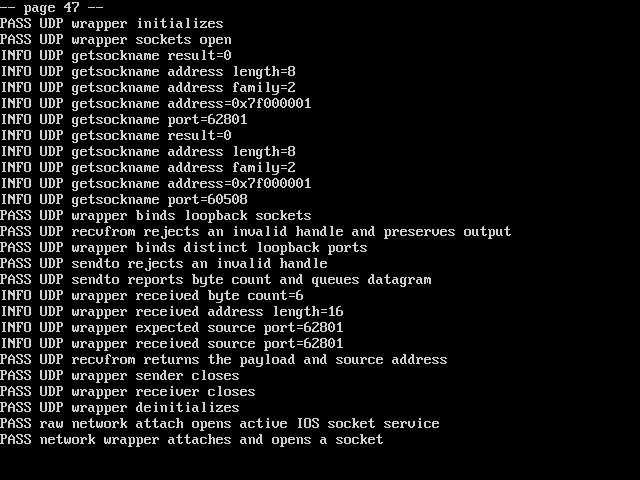 -- page 47 --
PASS UDP wrapper initializes
PASS UDP wrapper sockets open
INFO UDP getsockname result=0
INFO UDP getsockname address length=8
INFO UDP getsockname address family=2
INFO UDP getsockname address=0x7f000001
INFO UDP getsockname port=62801
INFO UDP getsockname result=0
INFO UDP getsockname address length=8
INFO UDP getsockname address family=2
INFO UDP getsockname address=0x7f000001
INFO UDP getsockname port=60508
PASS UDP wrapper binds loopback sockets
PASS UDP recvfrom rejects an invalid handle and preserves output
PASS UDP wrapper binds distinct loopback ports
PASS UDP sendto rejects an invalid handle
PASS UDP sendto reports byte count and queues datagram
INFO UDP wrapper received byte count=6
INFO UDP wrapper received address length=16
INFO UDP wrapper expected source port=62801
INFO UDP wrapper received source port=62801
PASS UDP recvfrom returns the payload and source address
PASS UDP wrapper sender closes
PASS UDP wrapper receiver closes
PASS UDP wrapper deinitializes
PASS raw network attach opens active IOS socket service
PASS network wrapper attaches and opens a socket